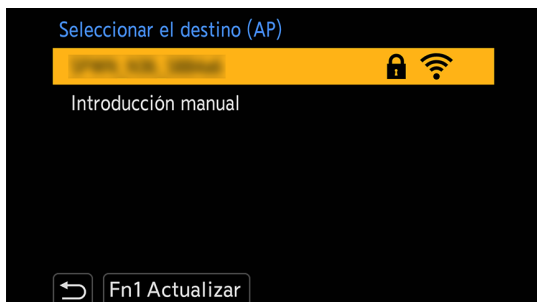 Seleccionar el destino (AP)
Introducción manual
Fn1 Actualizar